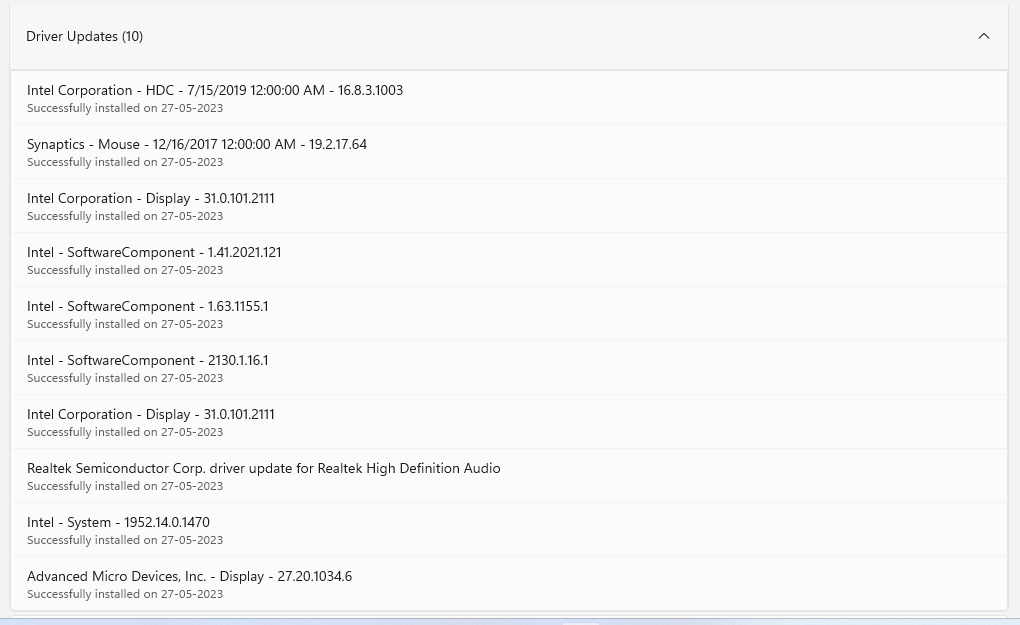 Driver Updates (10)
Intel Corporation - HDC - 7/15/2019 12:00:00 AM - 16.8.3.1003
Successfully installed on 27-05-2023
Synaptics - Mouse - 12/16/2017 12:00:00 AM - 19.2.17.64
Successfully installed on 27-05-2023
Intel Corporation - Display - 31.0.101.2111
Successfully installed on 27-05-2023
Intel - SoftwareComponent - 1.41.2021.121
Successfully installed on 27-05-2023
Intel - SoftwareComponent - 1.63.1155.1
Successfully installed on 27-05-2023
Intel - SoftwareComponent - 2130.1.16.1
Successfully installed on 27-05-2023
Intel Corporation - Display - 31.0.101.2111
Successfully installed on 27-05-2023
Realtek Semiconductor Corp. driver update for Realtek High Definition Audio
Successfully installed on 27-05-2023
Intel - System - 1952.14.0.1470
Successfully installed on 27-05-2023
Advanced Micro Devices, Inc. - Display - 27.20.1034.6
Successfully installed on 27-05-2023